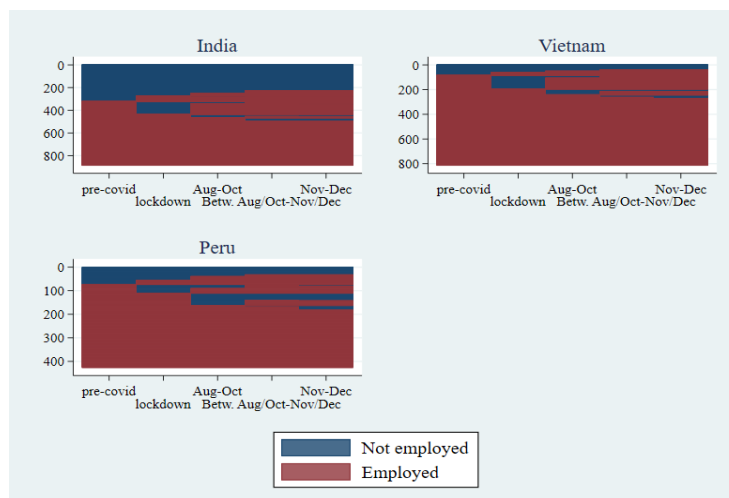 India
0
200
400
600
800
pre-covid
Aug-Oct
Nov-Dec
lockdown
Betw. Aug/Oct-Nov/Dec
Vietnam
0
200
400
600
800
pre-covid
Aug-Oct
Nov-Dec
lockdown
Betw. Aug/Oct-Nov/Dec
Peru
0
100
200
300
400
pre-covid
Aug-Oct
Nov-Dec
lockdown
Betw. Aug/Oct-Nov/Dec
Not employed
Employed